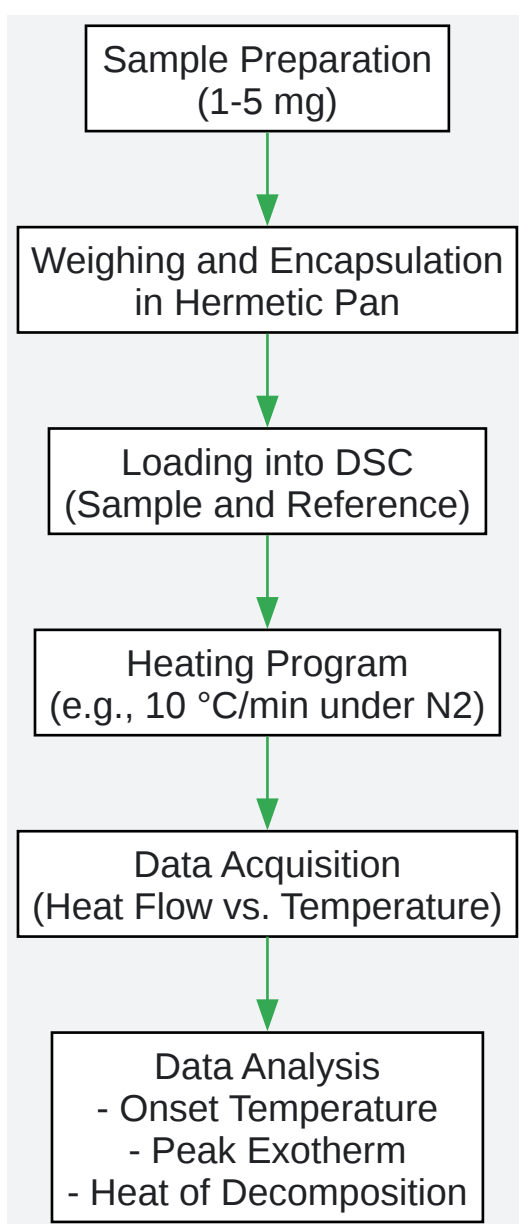 Sample Preparation
(1-5 mg)
Weighing and Encapsulation
in Hermetic Pan
Loading into DSC
(Sample and Reference)
Heating Program
(e.g., 10 °C/min under N2)
Data Acquisition
(Heat Flow vs. Temperature)
Data Analysis
- Onset Temperature
- Peak Exotherm
- Heat of Decomposition